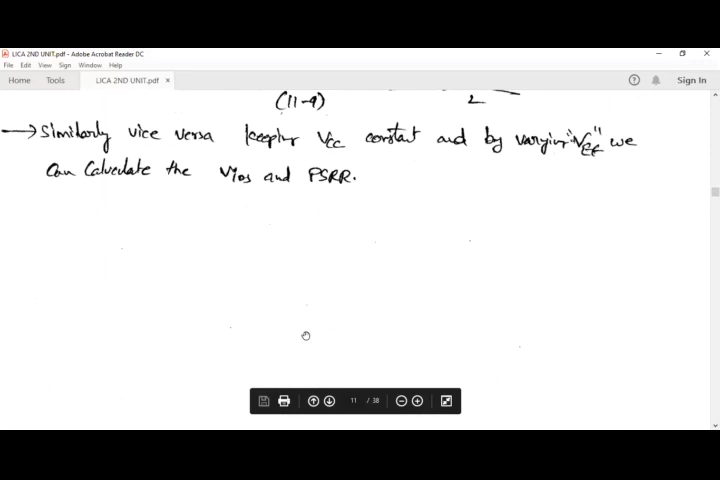 LICA 2ND UNIT.pdf - Adobe Acrobat Reader DC
File Edit View Sign Window Help
Home Tools LICA 2ND UNIT.pdf × Sign In
(11-9) 2
→ Similarly vice versa keeping VCC constant and by varying "VEE" we
can Calculate the Vios and PSRR.
11 / 38